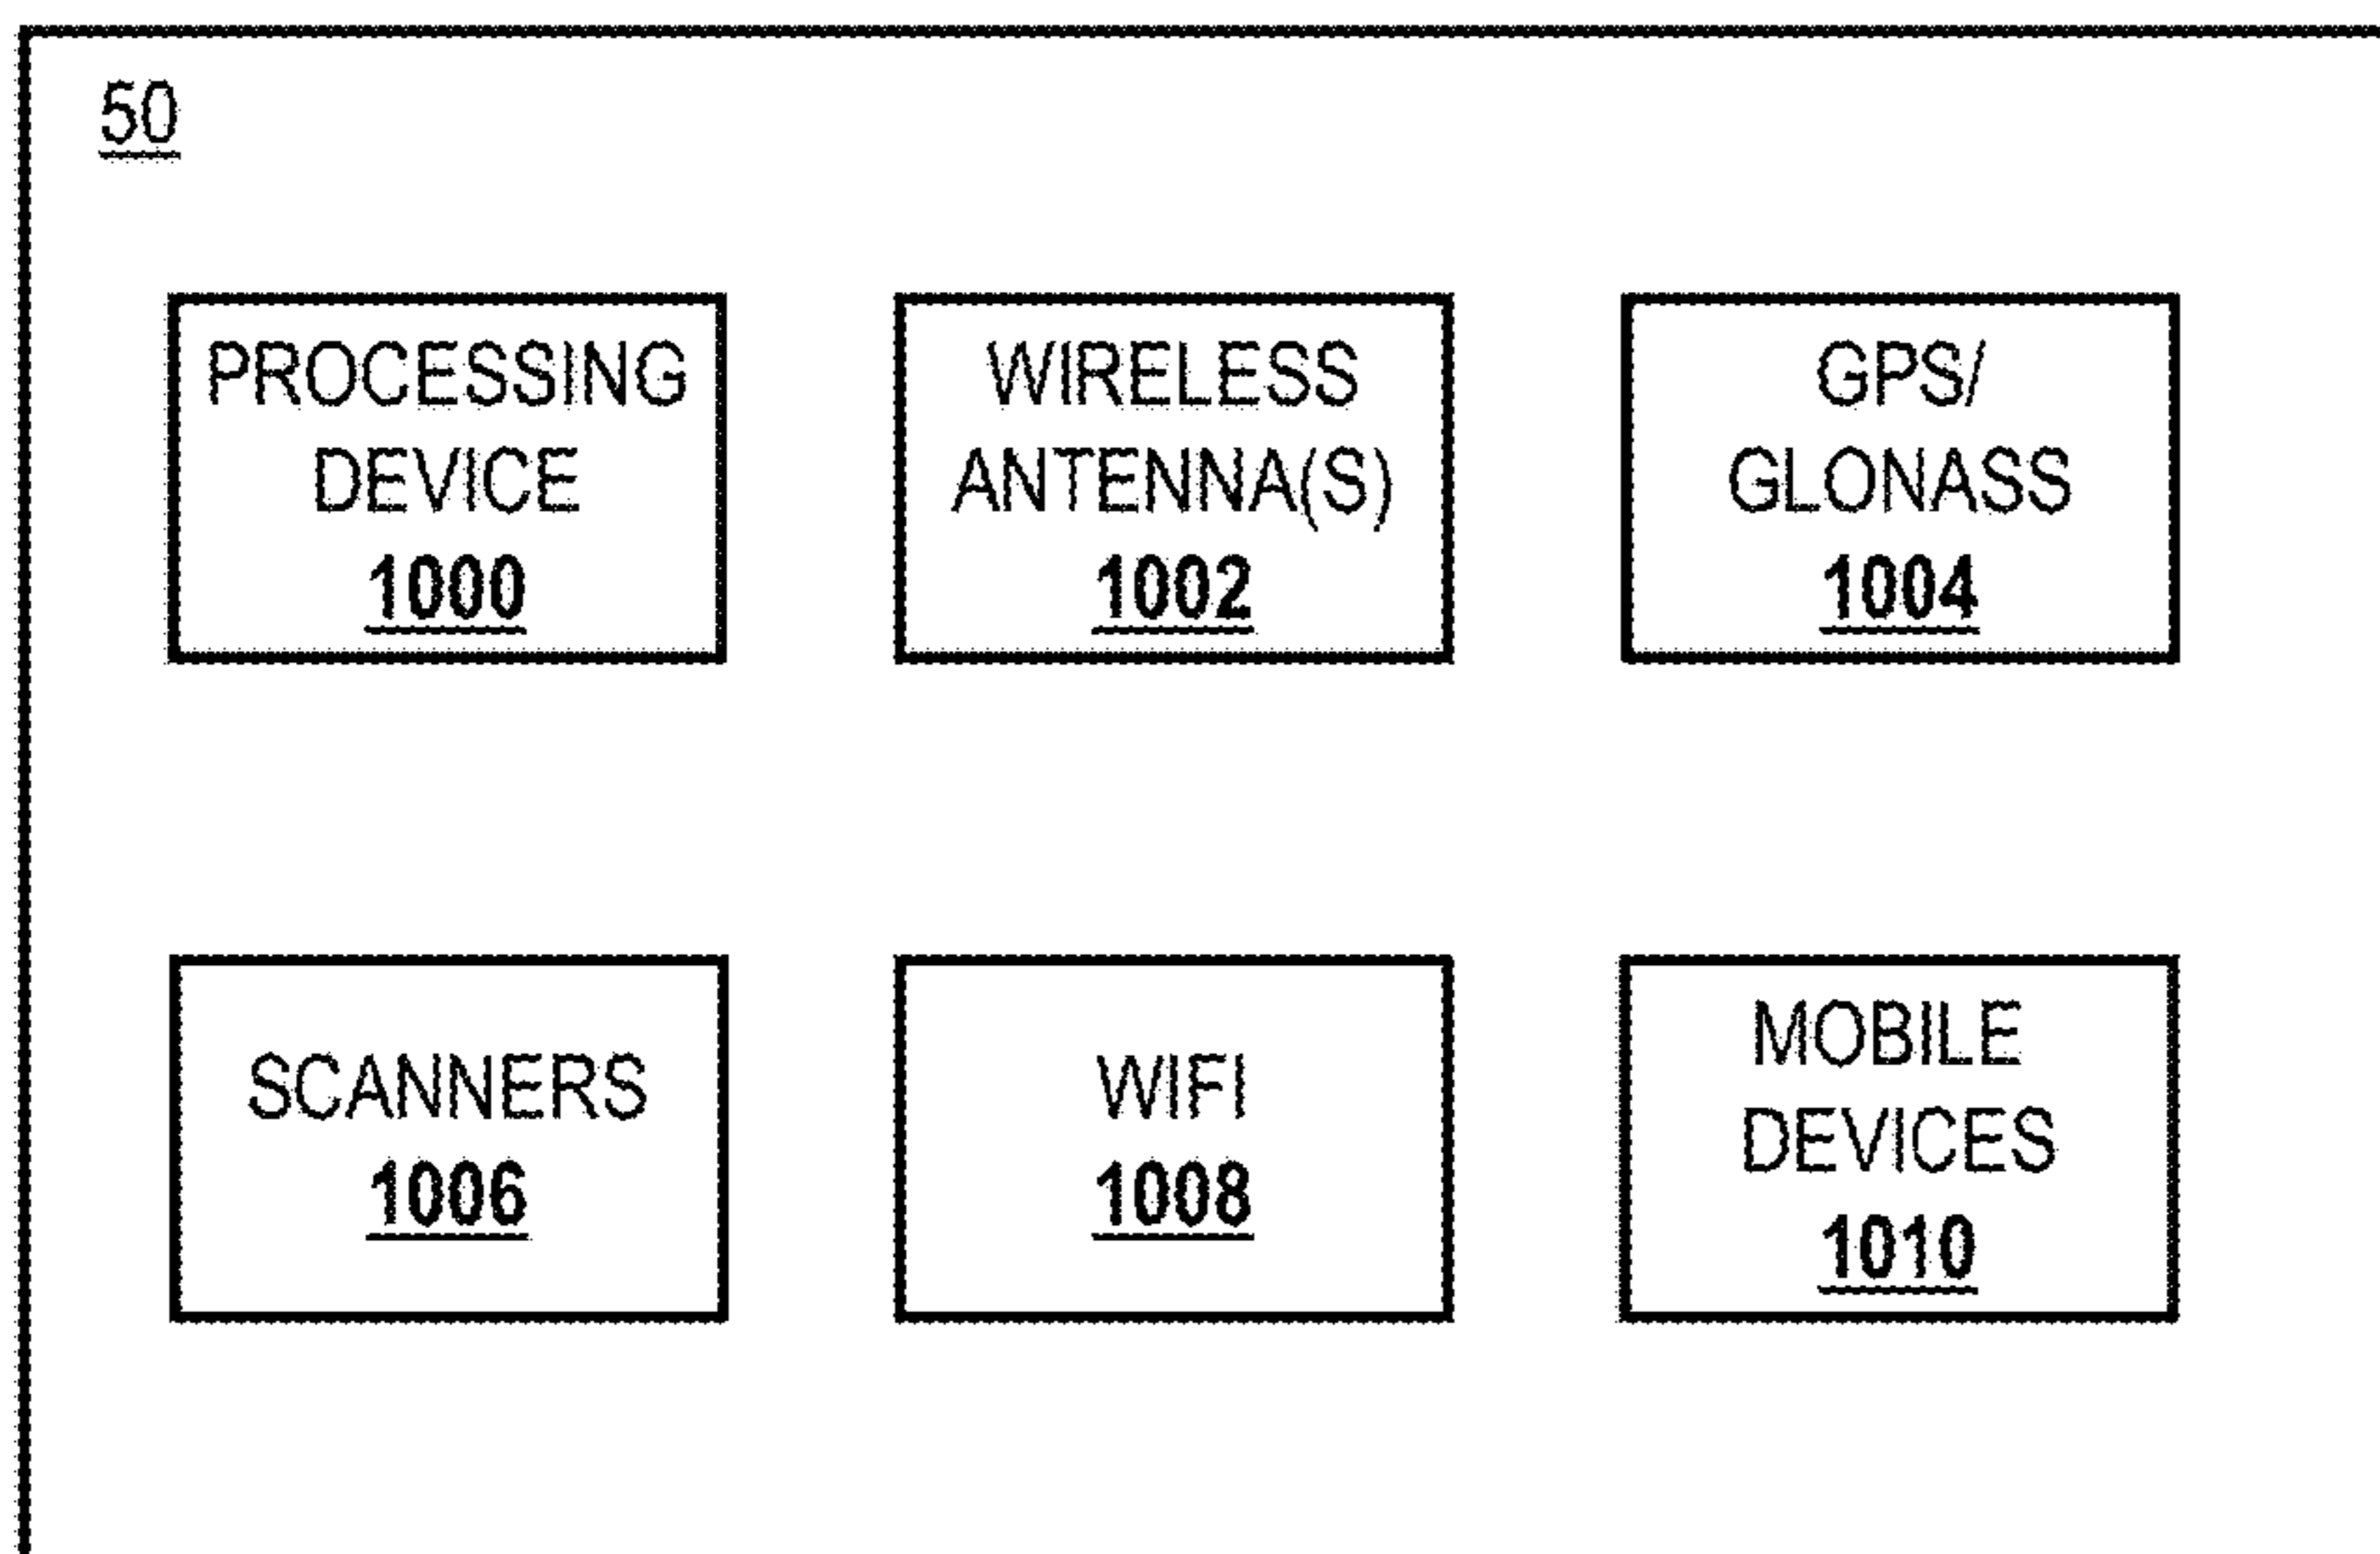 50
PROCESSING
DEVICE
1000
WIRELESS
ANTENNA(S)
1002
GPS/
GLONASS
1004
SCANNERS
1006
WIFI
1008
MOBILE
DEVICES
1010